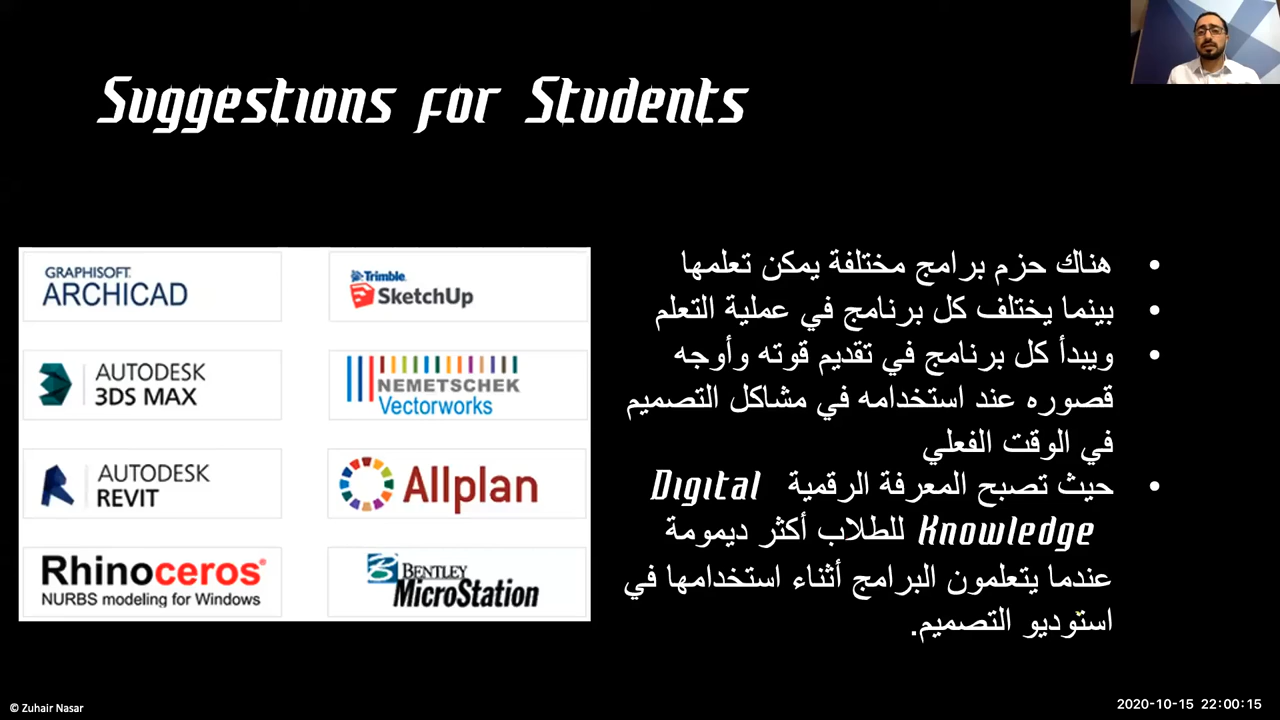 Suggestions for Students
GRAPHISOFT
ARCHICAD
Trimble
SketchUp
AUTODESK
3DS MAX
NEMETSCHEK
Vectorworks
AUTODESK
REVIT
Allplan
Rhinoceros®
NURBS modeling for Windows
BENTLEY
MicroStation
• هناك حزم برامج مختلفة يمكن تعلمها
• بينما يختلف كل برنامج في عملية التعلم
• ويبدأ كل برنامج في تقديم قوته وأوجه
قصوره عند استخدامه في مشاكل التصميم
في الوقت الفعلي
• حيث تصبح المعرفة الرقمية Digital
Knowledge للطلاب أكثر ديمومة
عندما يتعلمون البرامج أثناء استخدامها في
استوديو التصميم.
© Zuhair Nasar
2020-10-15 22:00:15